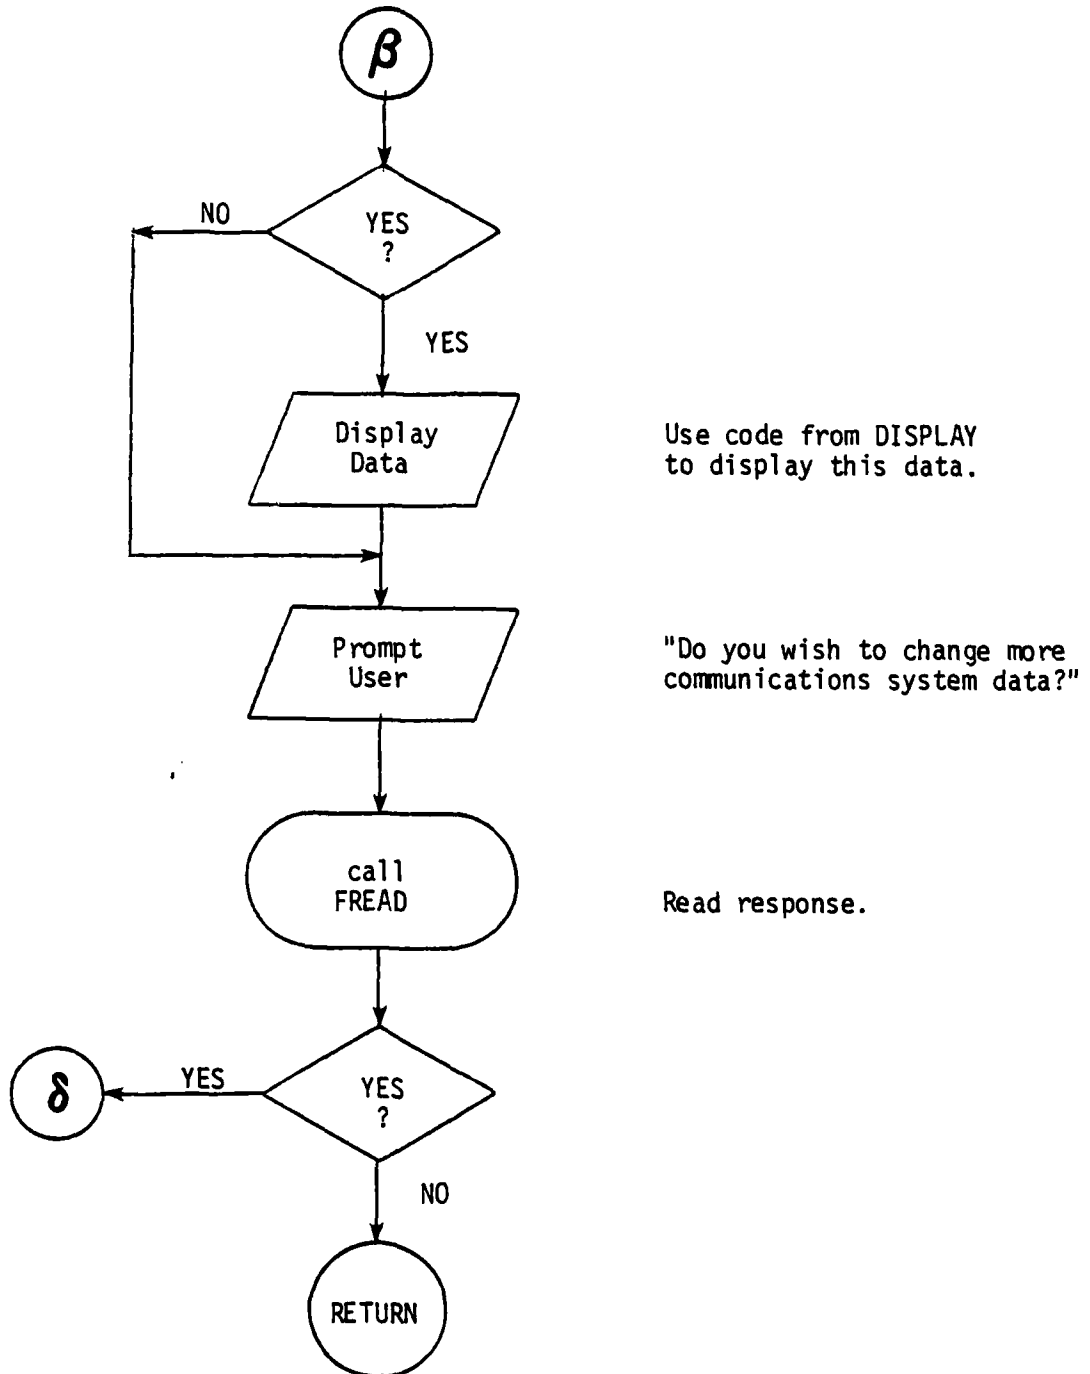 β
YES
?
NO
YES
Display
Data
Use code from DISPLAY
to display this data.
Prompt
User
"Do you wish to change more
communications system data?"
call
FREAD
Read response.
YES
?
YES
δ
NO
RETURN